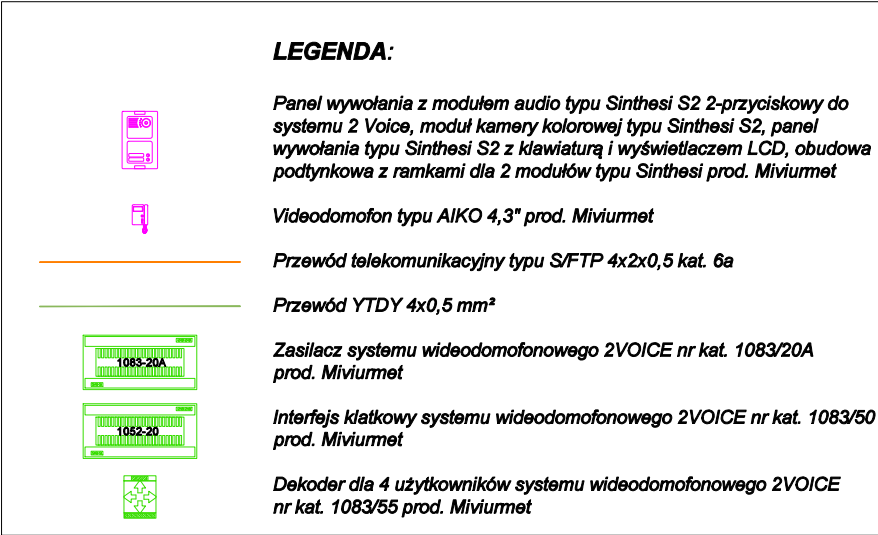 LEGENDA:
Panel wywołania z modułem audio typu Sinthesi S2 2-przyciskowy do
systemu 2 Voice, moduł kamery kolorowej typu Sinthesi S2, panel
wywołania typu Sinthesi S2 z klawiaturą i wyświetlaczem LCD, obudowa
podtynkowa z ramkami dla 2 modułów typu Sinthesi prod. Miviurmet
Videodomofon typu AIKO 4,3" prod. Miviurmet
Przewód telekomunikacyjny typu S/FTP 4x2x0,5 kat. 6a
Przewód YTDY 4x0,5 mm²
1083-20A
Zasilacz systemu wideodomofonowego 2VOICE nr kat. 1083/20A
prod. Miviurmet
1052-20
Interfejs klatkowy systemu wideodomofonowego 2VOICE nr kat. 1083/50
prod. Miviurmet
Dekoder dla 4 użytkowników systemu wideodomofonowego 2VOICE
nr kat. 1083/55 prod. Miviurmet